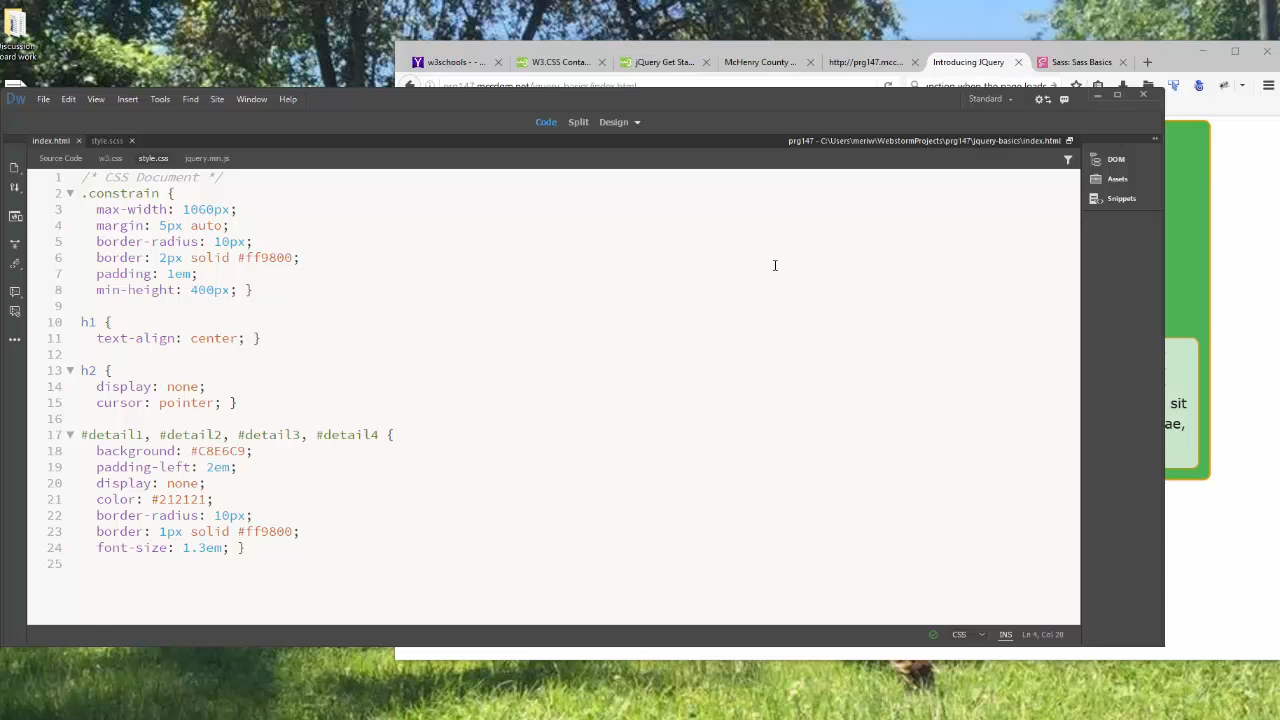 iscussion
oard work
w3schools - -
W3.CSS Conta...
jQuery Get Sta...
McHenry County ...
http://prg147.mcc...
Introducing JQuery
Sass: Sass Basics
Dw
File Edit View Insert Tools Find Site Window Help
Standard
Code Split Design
index.html style.scss
prg147 - C:\Users\meriw\WebstormProjects\prg147\jquery-basics\index.html
Source Code w3.css style.css jquery.min.js
DOM
Assets
Snippets
1 /* CSS Document */
2 .constrain {
3 max-width: 1060px;
4 margin: 5px auto;
5 border-radius: 10px;
6 border: 2px solid #ff9800;
7 padding: 1em;
8 min-height: 400px; }
9
10 h1 {
11 text-align: center; }
12
13 h2 {
14 display: none;
15 cursor: pointer; }
16
17 #detail1, #detail2, #detail3, #detail4 {
18 background: #C8E6C9;
19 padding-left: 2em;
20 display: none;
21 color: #212121;
22 border-radius: 10px;
23 border: 1px solid #ff9800;
24 font-size: 1.3em; }
25
sit
ae,
CSS INS Ln 4, Col 20